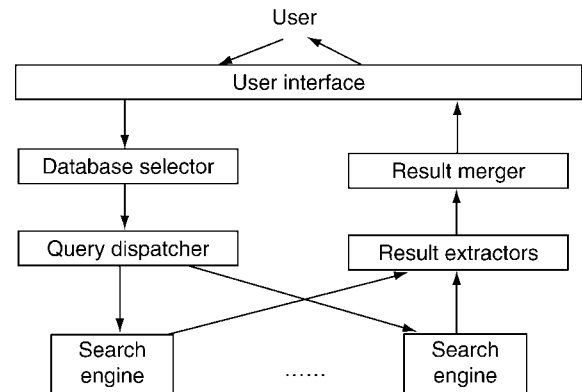 User
User interface
Database selector
Result merger
Query dispatcher
Result extractors
Search
engine
......
Search
engine